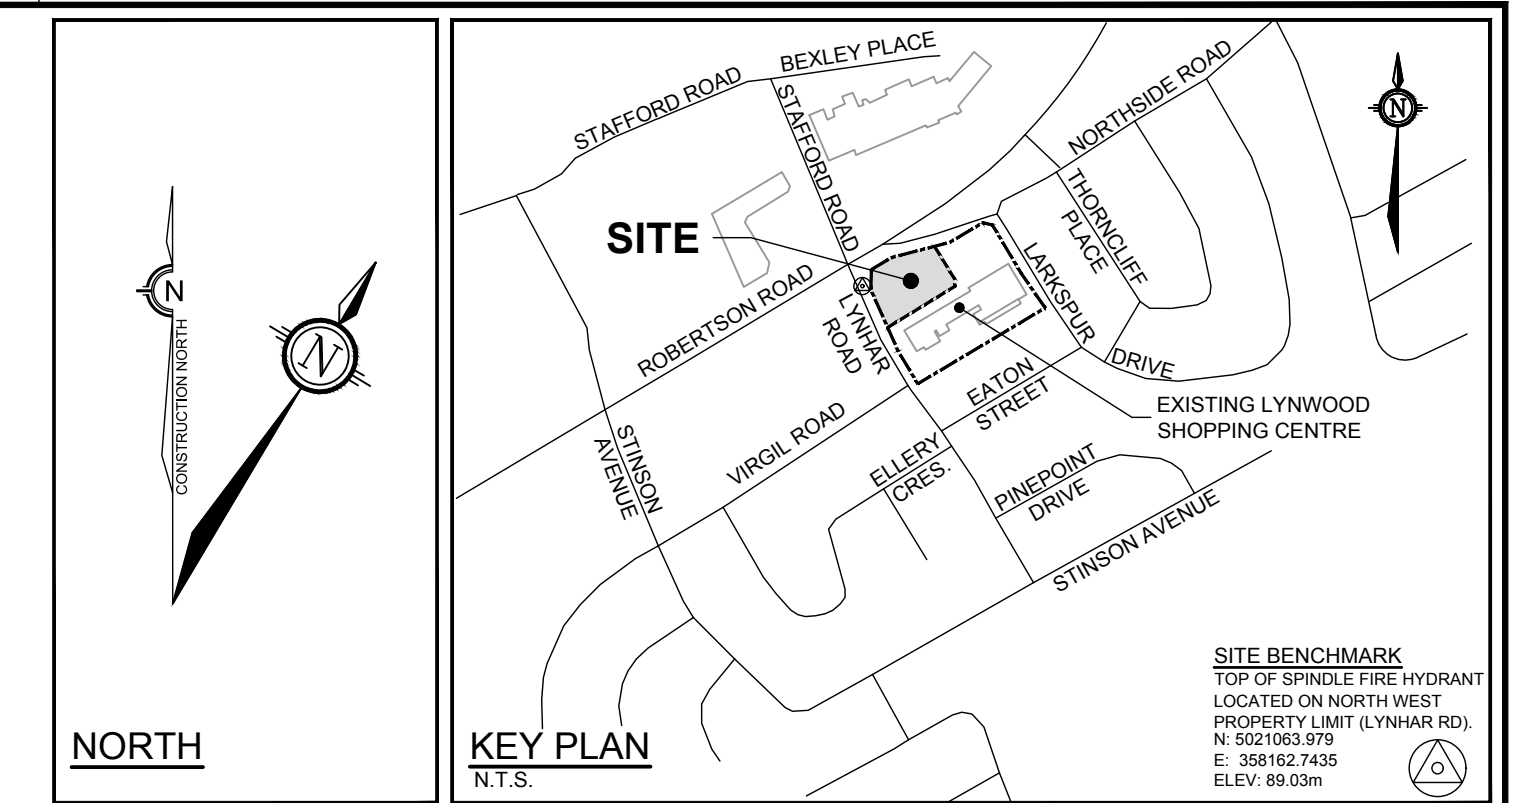 N
CONSTRUCTION NORTH
N
NORTH
BEXLEY PLACE
STAFFORD ROAD
STAFFORD ROAD
NORTHSIDE ROAD
N
THORNCLIFF
PLACE
SITE
LARKSPUR
DRIVE
ROBERTSON ROAD
LYNHAR
ROAD
EATON
STREET
EXISTING LYNWOOD
SHOPPING CENTRE
STINSON
AVENUE
VIRGIL ROAD
ELLERY
CRES.
PINEPOINT
DRIVE
STINSON AVENUE
SITE BENCHMARK
TOP OF SPINDLE FIRE HYDRANT
LOCATED ON NORTH WEST
PROPERTY LIMIT (LYNHAR RD).
N: 5021063.979
E: 358162.7435
ELEV: 89.03m
KEY PLAN
N.T.S.